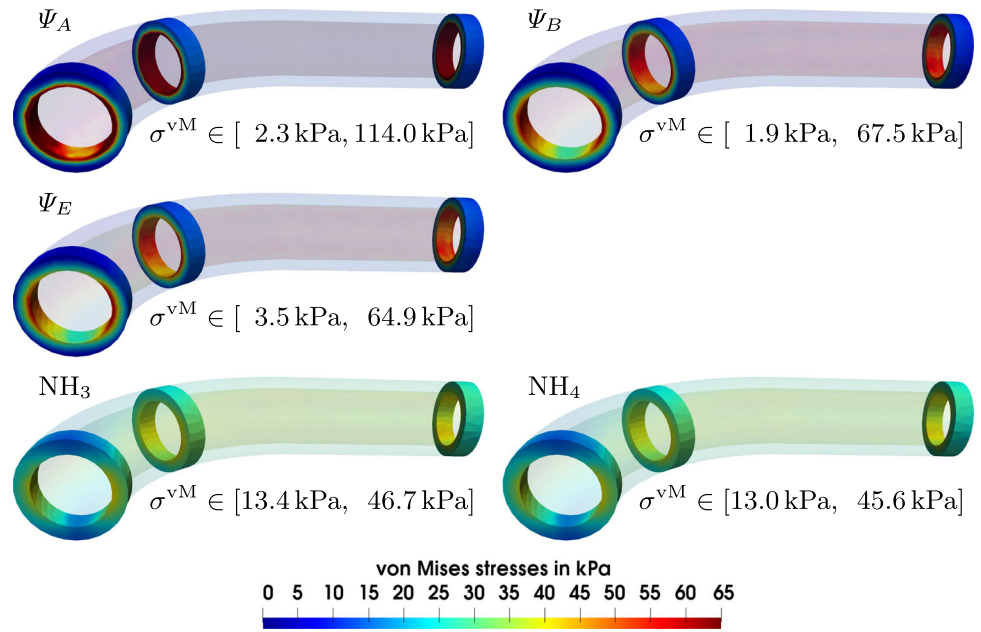 Ψ_A
σ^vM ∈ [ 2.3 kPa, 114.0 kPa]
Ψ_B
σ^vM ∈ [ 1.9 kPa, 67.5 kPa]
Ψ_E
σ^vM ∈ [ 3.5 kPa, 64.9 kPa]
NH_3
σ^vM ∈ [13.4 kPa, 46.7 kPa]
NH_4
σ^vM ∈ [13.0 kPa, 45.6 kPa]
von Mises stresses in kPa
0 5 10 15 20 25 30 35 40 45 50 55 60 65